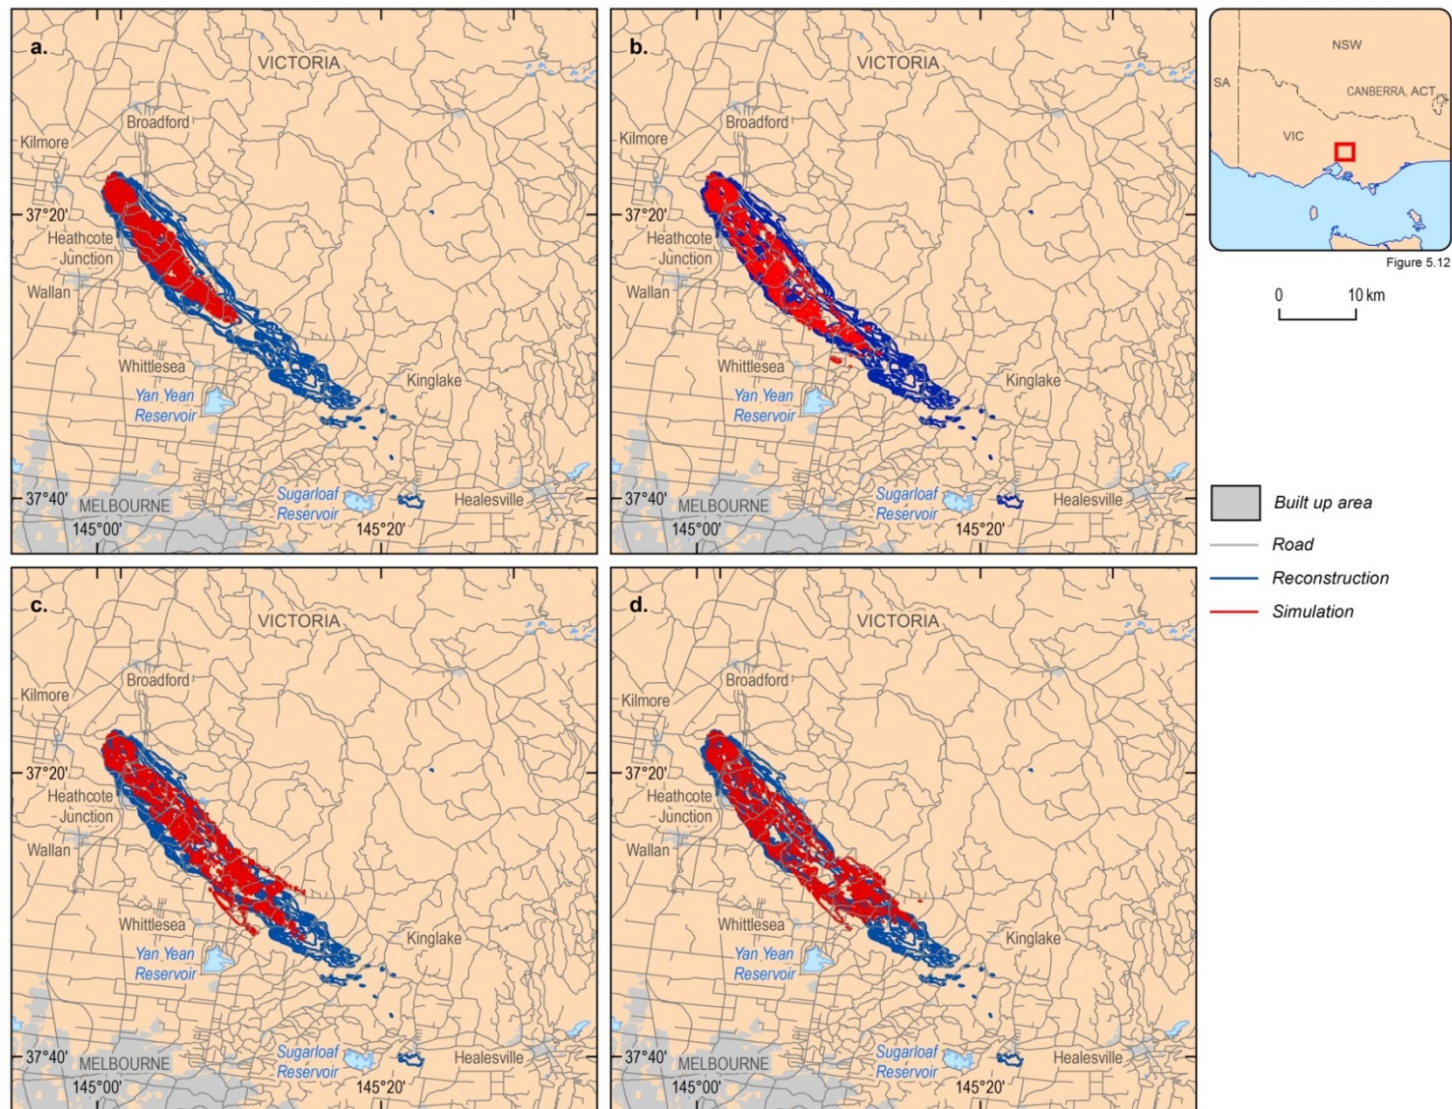 a.
VICTORIA
Broadford
Kilmore
37°20'
Heathcote
Junction
Wallan
Whittlesea
Kinglake
Yan Yean
Reservoir
37°40'
MELBOURNE
Sugarloaf
Reservoir
Healesville
145°00'
145°20'
b.
VICTORIA
Broadford
Kilmore
37°20'
Heathcote
Junction
Wallan
Whittlesea
Kinglake
Yan Yean
Reservoir
37°40'
MELBOURNE
Sugarloaf
Reservoir
Healesville
145°00'
145°20'
NSW
SA
CANBERRA, ACT
VIC
Figure 5.12
0 10 km
Built up area
Road
Reconstruction
Simulation
c.
VICTORIA
Broadford
Kilmore
37°20'
Heathcote
Junction
Wallan
Whittlesea
Kinglake
Yan Yean
Reservoir
37°40'
MELBOURNE
Sugarloaf
Reservoir
Healesville
145°00'
145°20'
d.
VICTORIA
Broadford
Kilmore
37°20'
Heathcote
Junction
Wallan
Whittlesea
Kinglake
Yan Yean
Reservoir
37°40'
MELBOURNE
Sugarloaf
Reservoir
Healesville
145°00'
145°20'